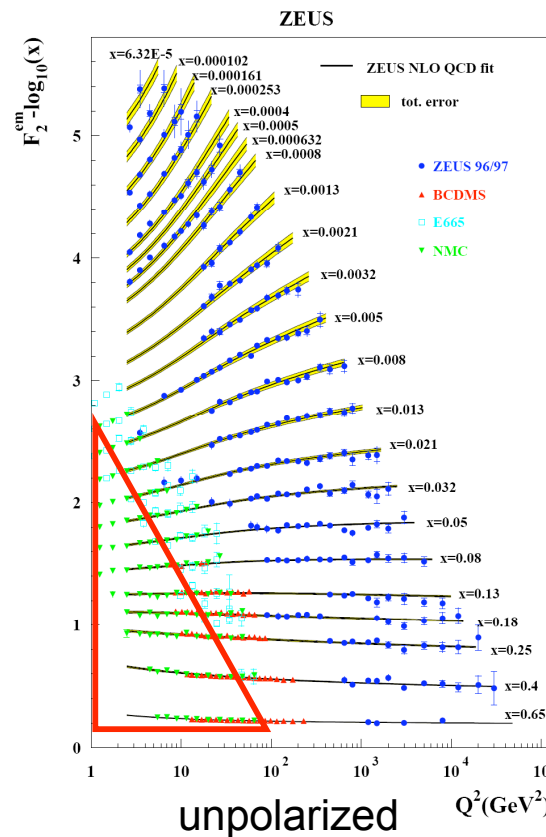 ZEUS
F₂ᵉᵐ-log₁₀(x)
x=6.32E-5
x=0.000102
x=0.000161
x=0.000253
x=0.0004
x=0.0005
x=0.000632
x=0.0008
x=0.0013
x=0.0021
x=0.0032
x=0.005
x=0.008
x=0.013
x=0.021
x=0.032
x=0.05
x=0.08
x=0.13
x=0.18
x=0.25
x=0.4
x=0.65
ZEUS NLO QCD fit
tot. error
ZEUS 96/97
BCDMS
E665
NMC
5
4
3
2
1
0
1 10 10² 10³ 10⁴ 10
Q²(GeV²)
unpolarized